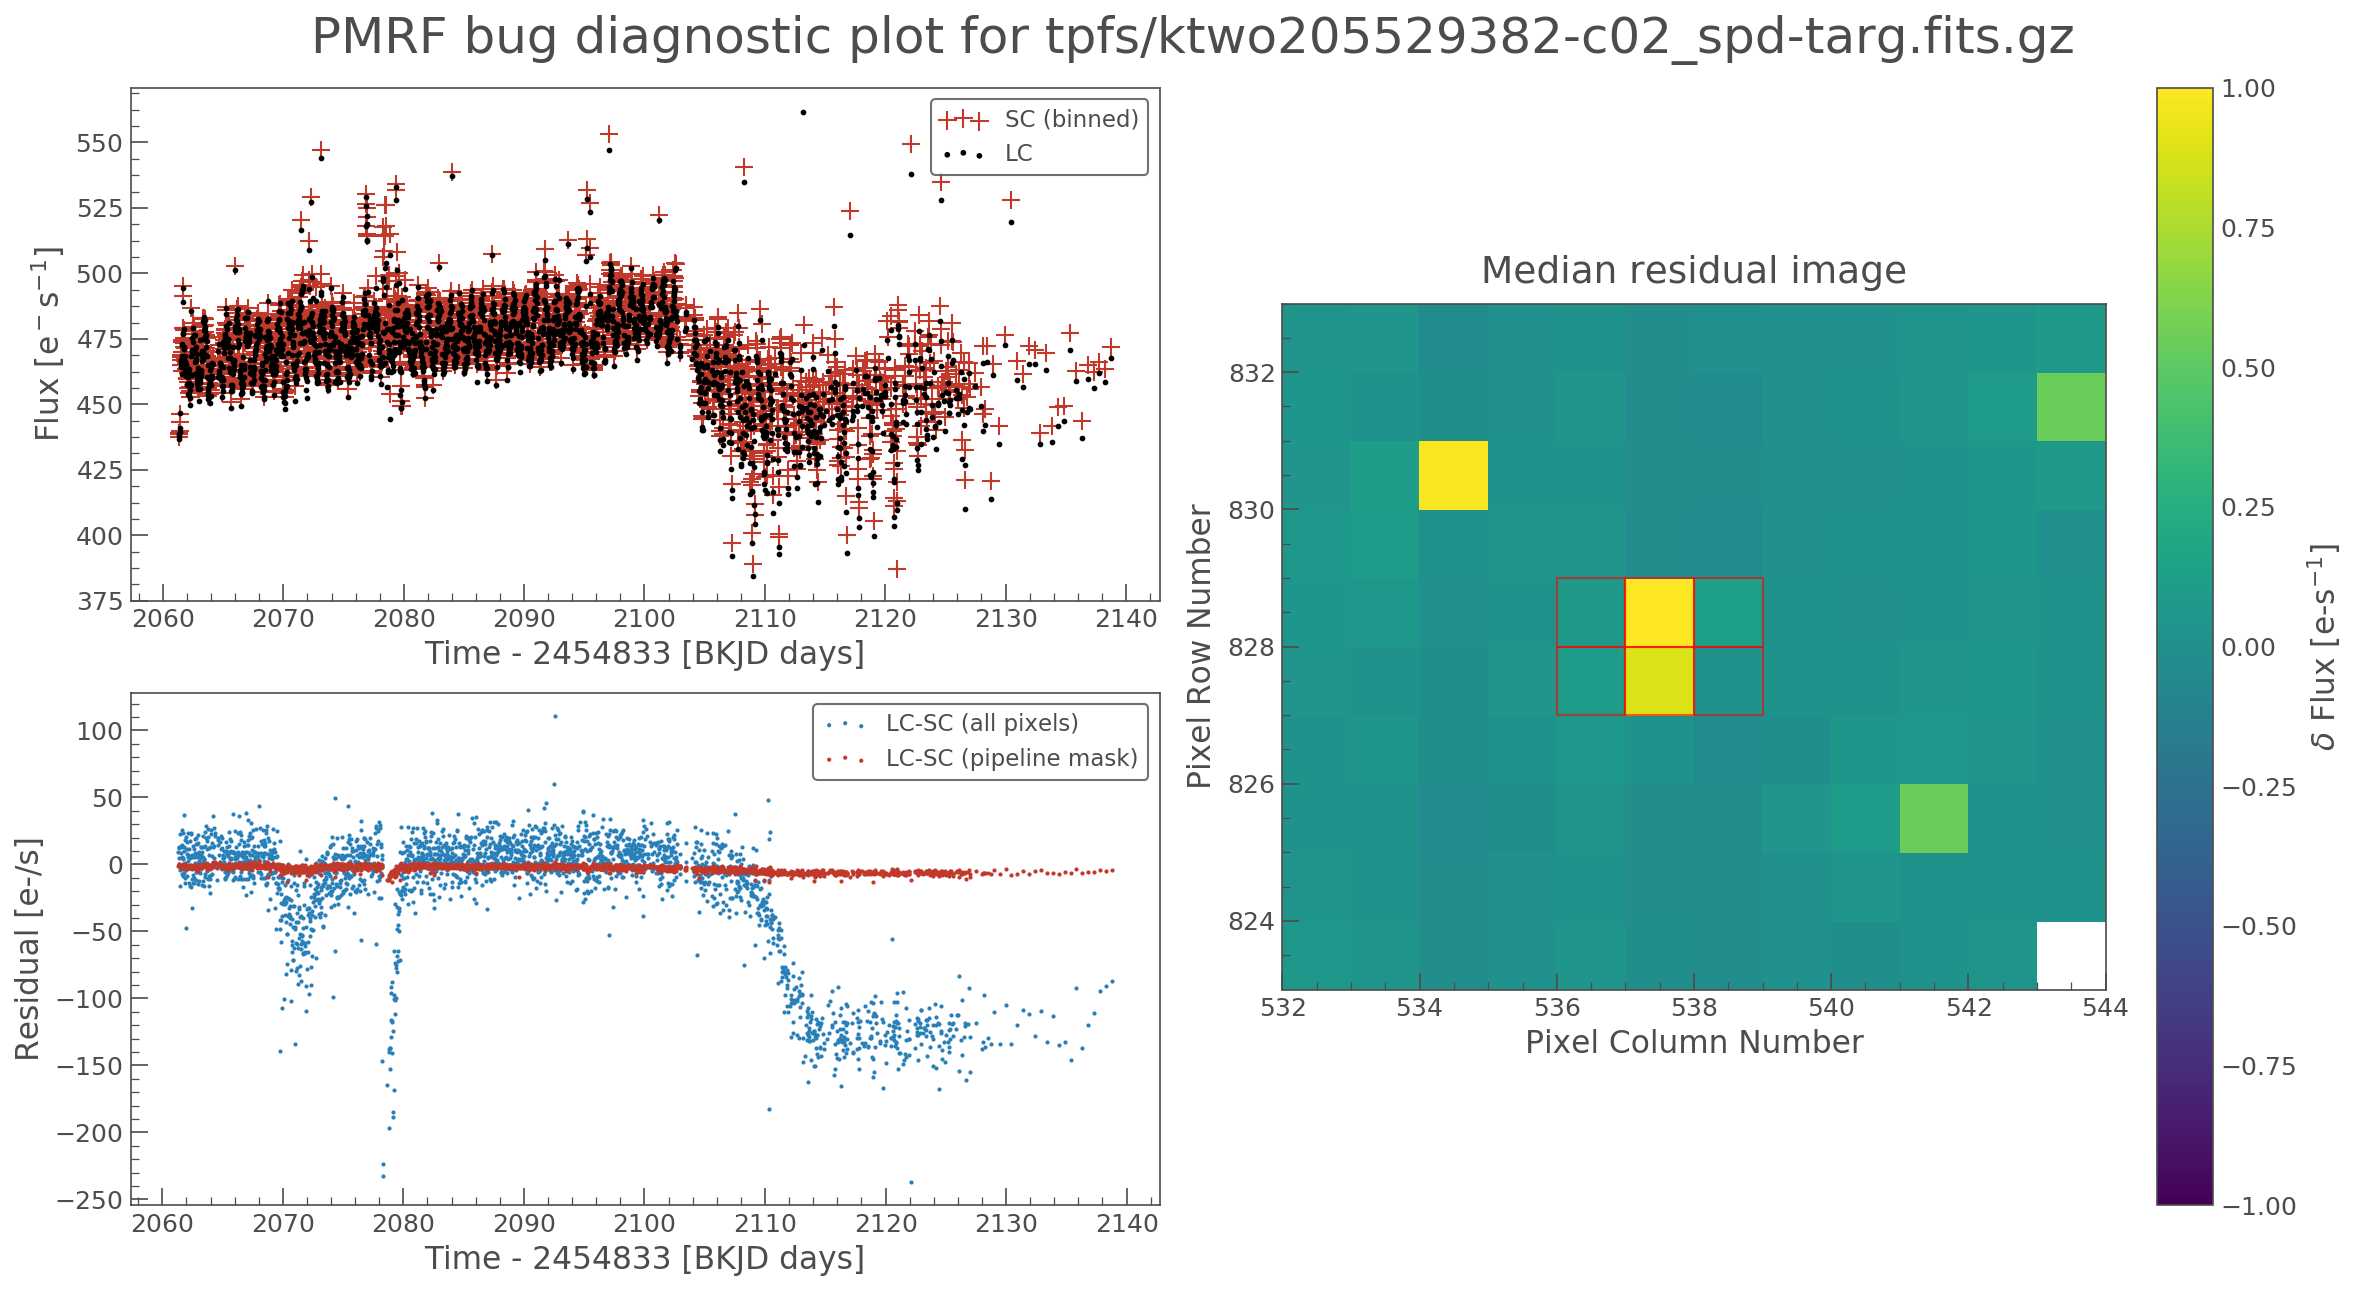 PMRF bug diagnostic plot for tpfs/ktwo205529382-c02_spd-targ.fits.gz
SC (binned)
LC
550
525
500
475
450
425
400
375
Flux [e⁻ s⁻¹]
2060 2070 2080 2090 2100 2110 2120 2130 2140
Time - 2454833 [BKJD days]
LC-SC (all pixels)
LC-SC (pipeline mask)
100
50
0
−50
−100
−150
−200
−250
Residual [e-/s]
2060 2070 2080 2090 2100 2110 2120 2130 2140
Time - 2454833 [BKJD days]
Median residual image
832
830
828
826
824
Pixel Row Number
532 534 536 538 540 542 544
Pixel Column Number
1.00
0.75
0.50
0.25
0.00
−0.25
−0.50
−0.75
−1.00
δ Flux [e-s⁻¹]